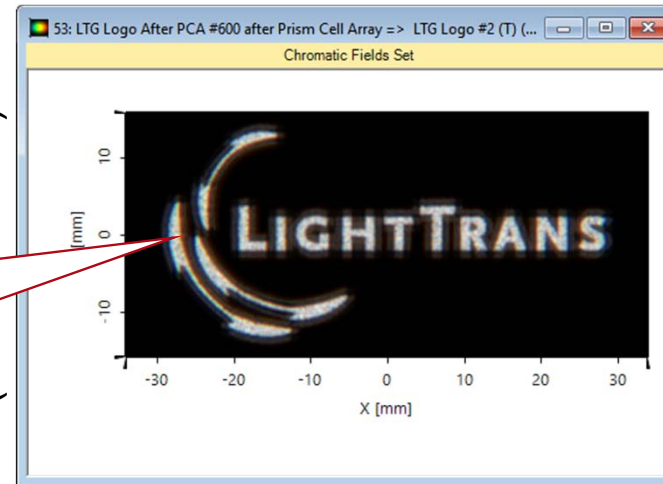 53: LTG Logo After PCA #600 after Prism Cell Array => LTG Logo #2 (T) (...
Chromatic Fields Set
10
0
-10
[mm]
LIGHTTRANS
-30 -20 -10 0 10 20 30
X [mm]